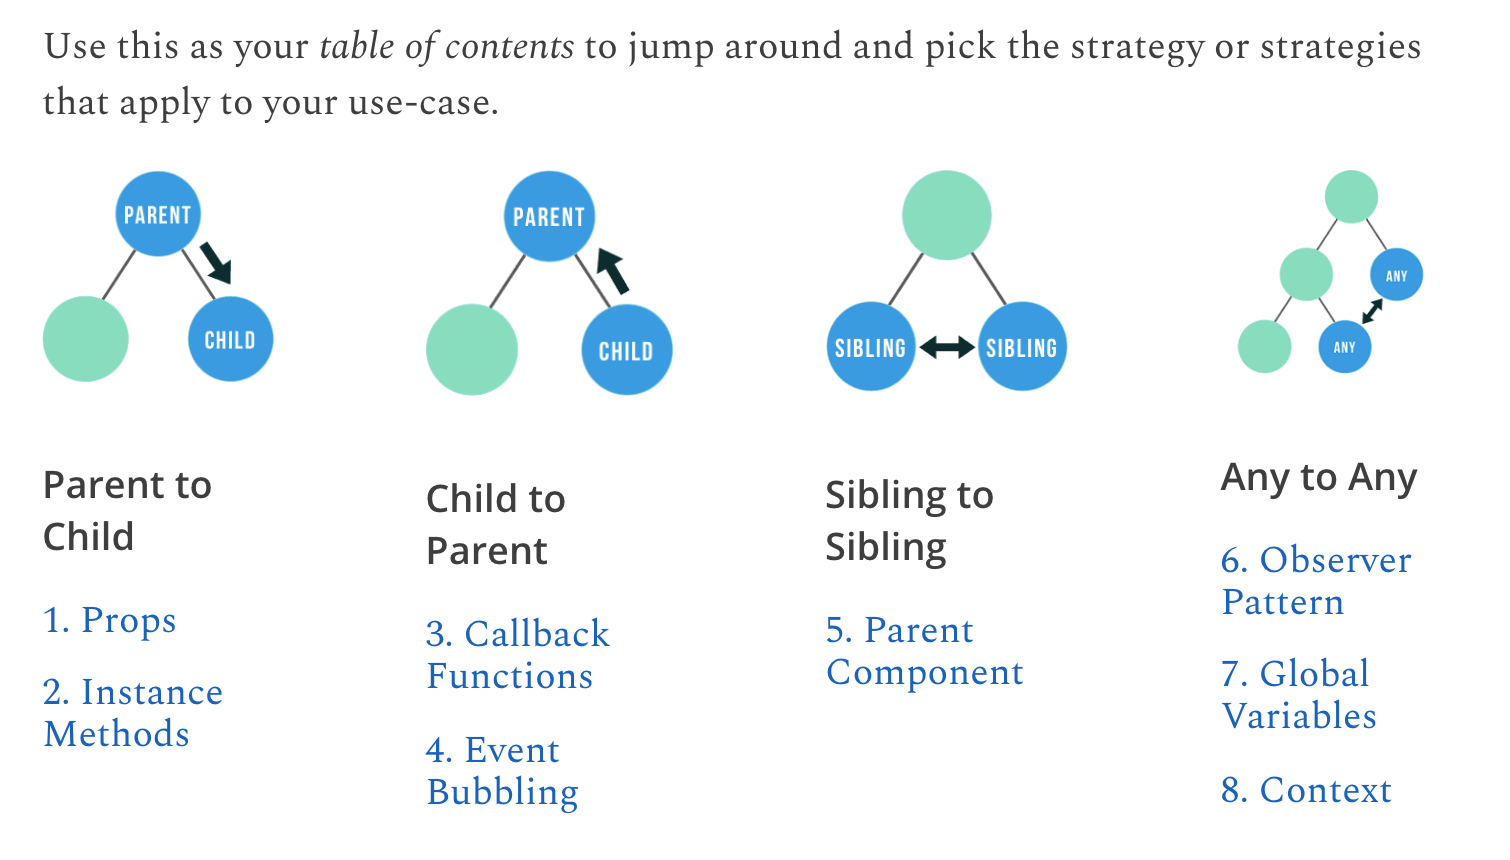 Use this as your table of contents to jump around and pick the strategy or strategies
that apply to your use-case.
PARENT
CHILD
Parent to
Child
1. Props
2. Instance
Methods
PARENT
CHILD
Child to
Parent
3. Callback
Functions
4. Event
Bubbling
SIBLING
SIBLING
Sibling to
Sibling
5. Parent
Component
ANY
ANY
Any to Any
6. Observer
Pattern
7. Global
Variables
8. Context